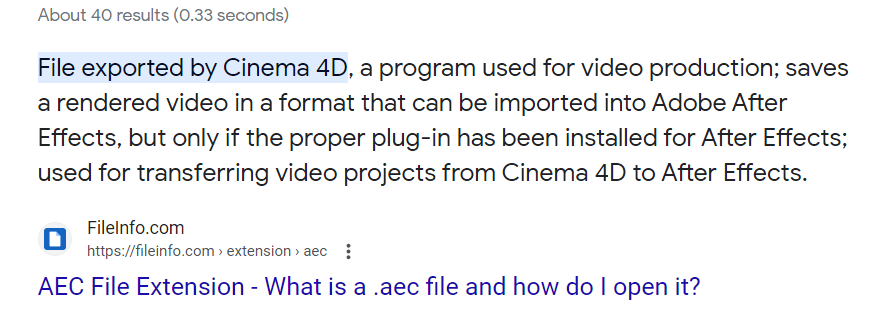 About 40 results (0.33 seconds)
File exported by Cinema 4D, a program used for video production; saves
a rendered video in a format that can be imported into Adobe After
Effects, but only if the proper plug-in has been installed for After Effects;
used for transferring video projects from Cinema 4D to After Effects.
FileInfo.com
https://fileinfo.com › extension › aec
AEC File Extension - What is a .aec file and how do I open it?